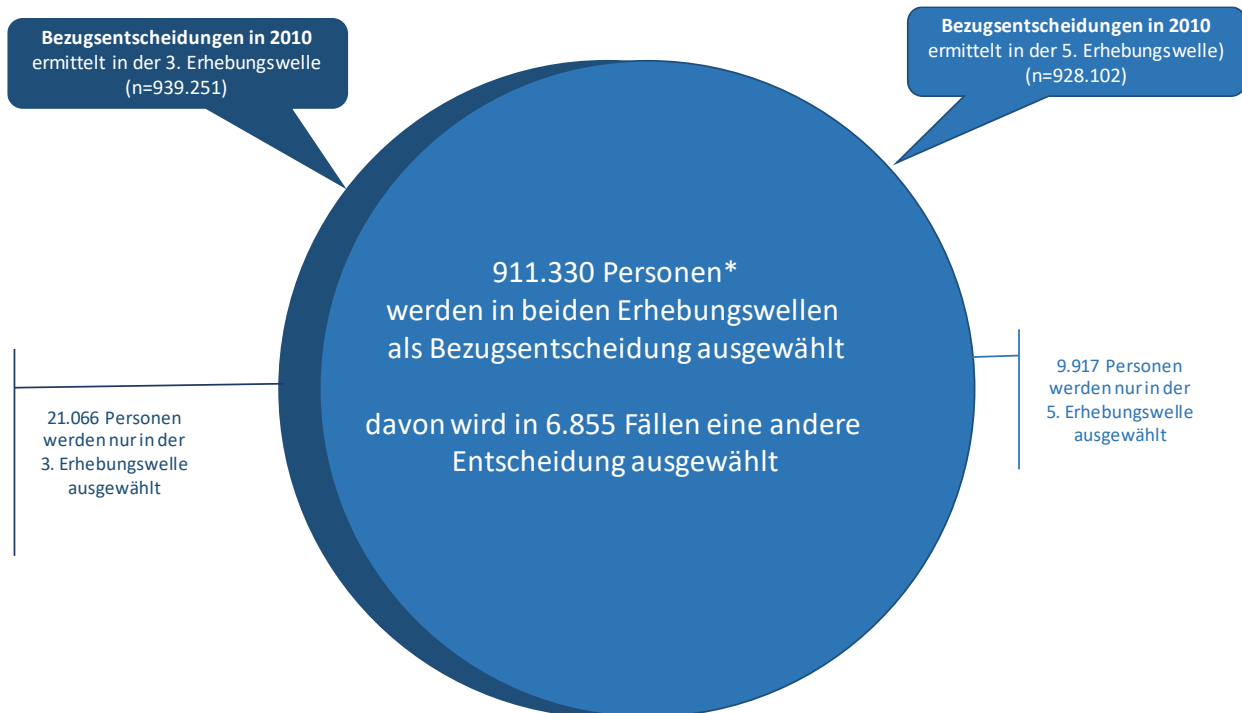 Bezugsentscheidungen in 2010
ermittelt in der 3. Erhebungswelle
(n=939.251)
Bezugsentscheidungen in 2010
ermittelt in der 5. Erhebungswelle)
(n=928.102)
911.330 Personen*
werden in beiden Erhebungswellen
als Bezugsentscheidung ausgewählt
davon wird in 6.855 Fällen eine andere
Entscheidung ausgewählt
21.066 Personen
werden nur in der
3. Erhebungswelle
ausgewählt
9.917 Personen
werden nur in der
5. Erhebungswelle
ausgewählt